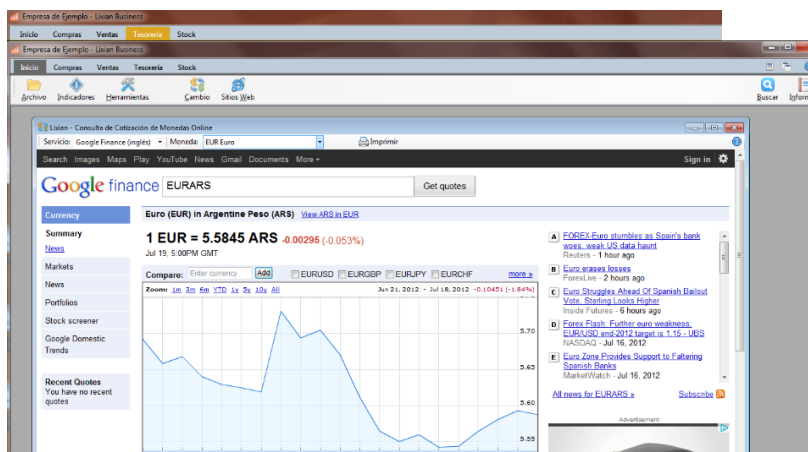 Empresa de Ejemplo - Lixian Business
Inicio Compras Ventas Tesorería Stock
Empresa de Ejemplo - Lixian Business
Inicio Compras Ventas Tesorería Stock
Archivo Indicadores Herramientas Cambio Sitios Web Buscar
Lixian - Consulta de Cotización de Monedas Online
Servicio: Google Finance (inglés) Moneda: EUR Euro Imprimir
Search Images Maps Play YouTube News Gmail Documents More Sign in
Google finance EURARS Get quotes
Currency
Summary
News
Markets
News
Portfolios
Stock screener
Google Domestic
Trends
Recent Quotes
You have no recent
quotes
Euro (EUR) in Argentine Peso (ARS) View ARS in EUR
1 EUR = 5.5845 ARS -0.00296 (-0.053%)
Jul 19, 5:00PM GMT
Compare: Enter currency Add EURUSD EURGBP EURJPY EURCHF more »
Zoom: 1m 3m 6m YTD 1y 5y 10y All Jun 21, 2012 - Jul 18, 2012 -0.10451 (-1.84%)
5.70
5.65
5.60
5.55
A FOREX-Euro stumbles as Spain's bank
woes, weak US data haunt
Reuters - 1 hour ago
B Euro erases losses
ForexLive - 2 hours ago
C Euro Struggles Ahead Of Spanish Bailout
Vote. Sterling Looks Higher
Inside Futures - 6 hours ago
D Forex Flash: Further euro weakness:
EUR/USD end-2012 target is 1.15 - UBS
NASDAQ - Jul 16, 2012
E Euro Zone Provides Support to Faltering
Spanish Banks
MarketWatch - Jul 16, 2012
All news for EURARS » Subscribe
Advertisement